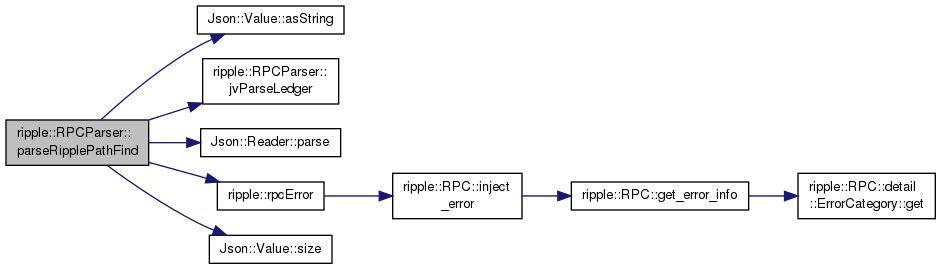 Json::Value::asString
ripple::RPCParser::
jvParseLedger
ripple::RPCParser::
parseRipplePathFind
Json::Reader::parse
ripple::rpcError
ripple::RPC::inject
_error
ripple::RPC::get_error_info
ripple::RPC::detail
::ErrorCategory::get
Json::Value::size